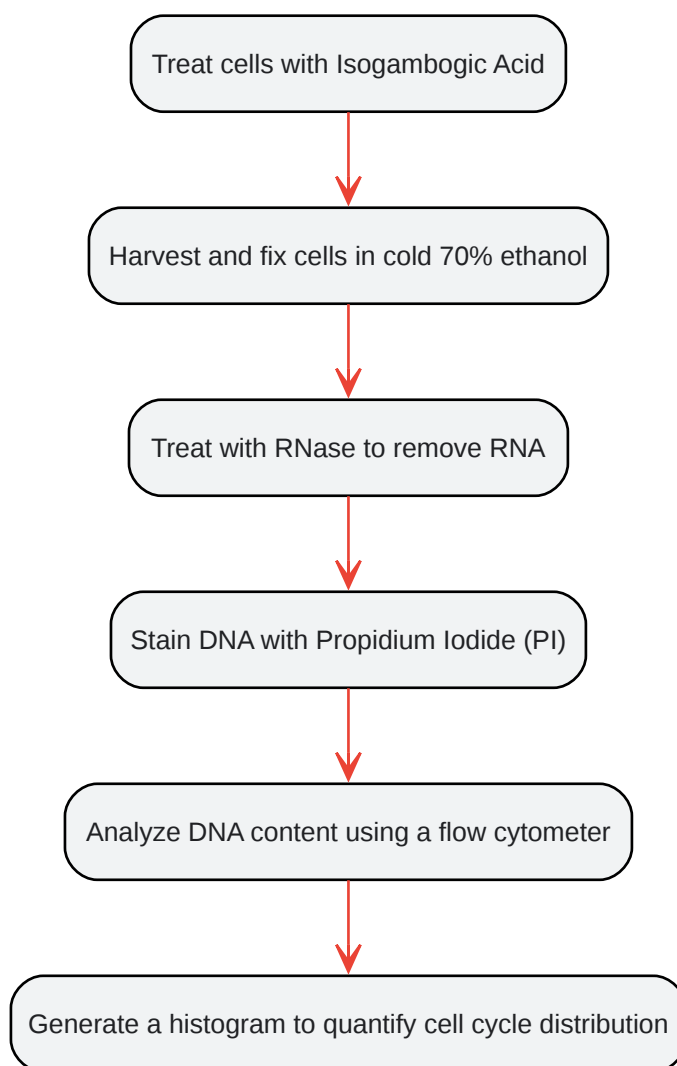 Treat cells with Isogambogic Acid
Harvest and fix cells in cold 70% ethanol
Treat with RNase to remove RNA
Stain DNA with Propidium Iodide (PI)
Analyze DNA content using a flow cytometer
Generate a histogram to quantify cell cycle distribution